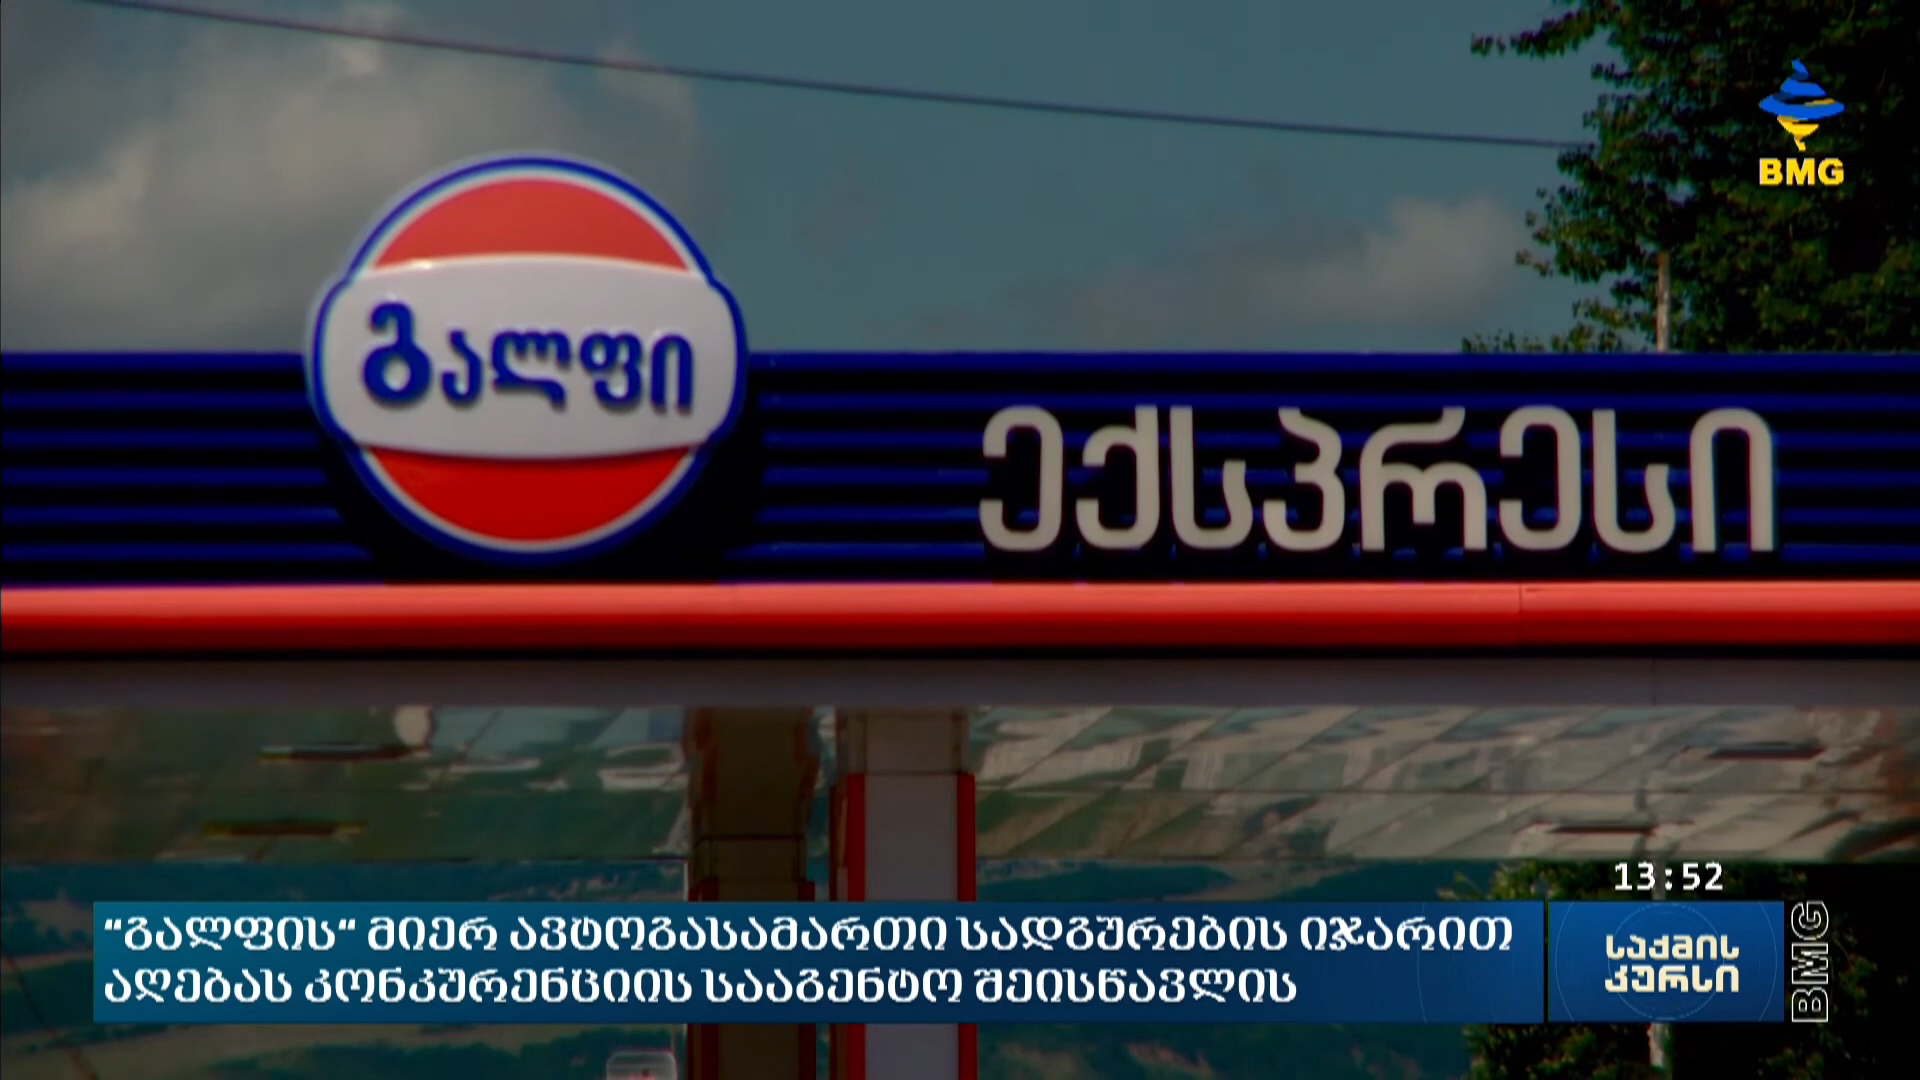 BMG
გალფი
ექსპრესი
13:52
“გალფის“ მიერ ავტოგასამართი სადგურების იჯარით
აღებას კონკურენციის სააგენტო შეისწავლის
საქმის
კურსი
BMG